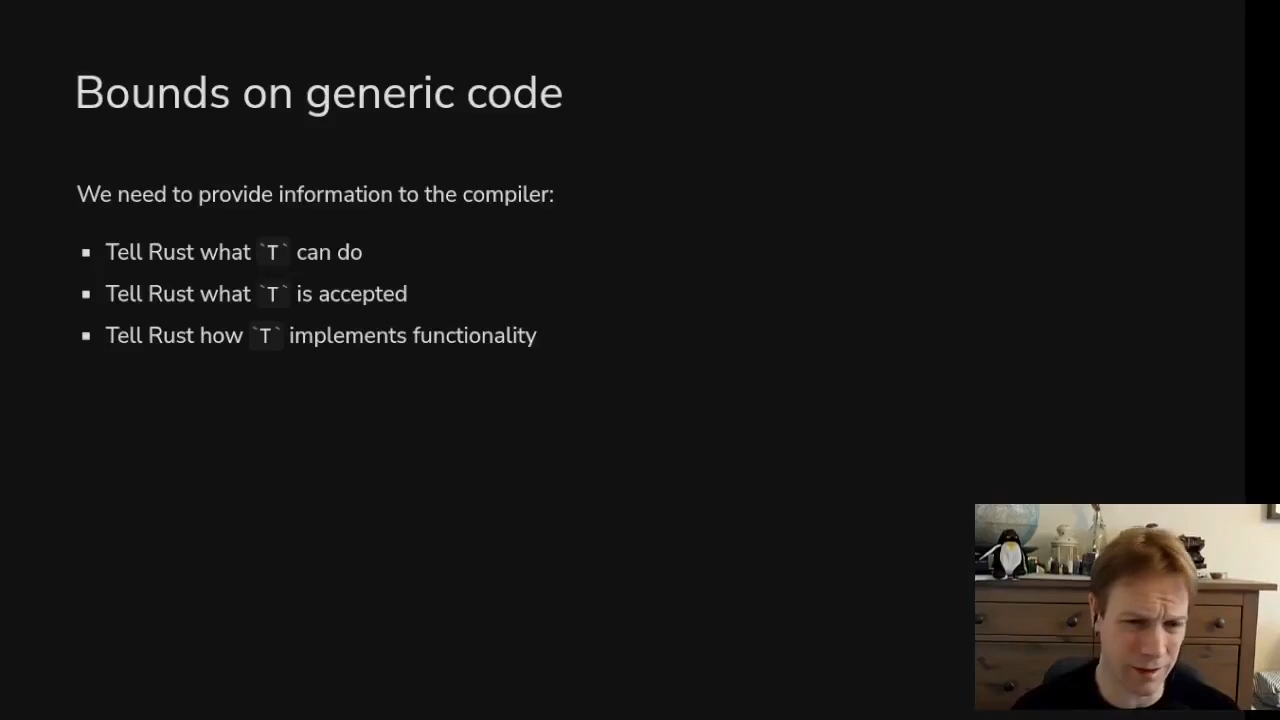 Bounds on generic code
We need to provide information to the compiler:
▪ Tell Rust what `T` can do
▪ Tell Rust what `T` is accepted
▪ Tell Rust how `T` implements functionality